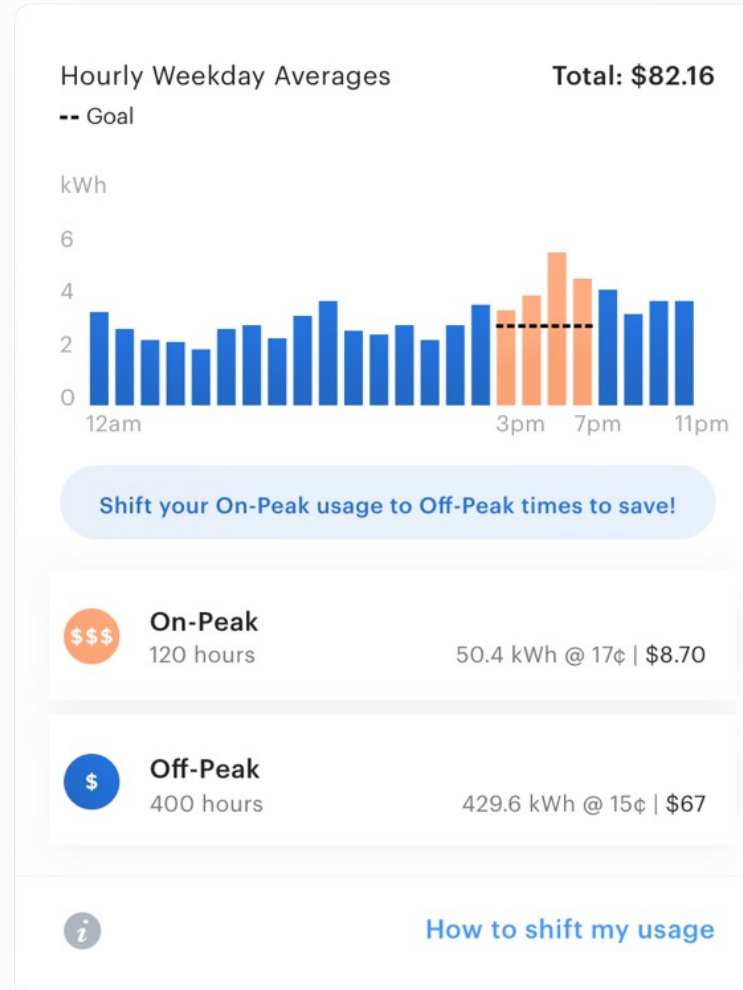 Hourly Weekday Averages Total: $82.16
-- Goal
kWh
6
4
2
0
12am 3pm 7pm 11pm
Shift your On-Peak usage to Off-Peak times to save!
$$$ On-Peak
120 hours 50.4 kWh @ 17¢ | $8.70
$ Off-Peak
400 hours 429.6 kWh @ 15¢ | $67
i How to shift my usage